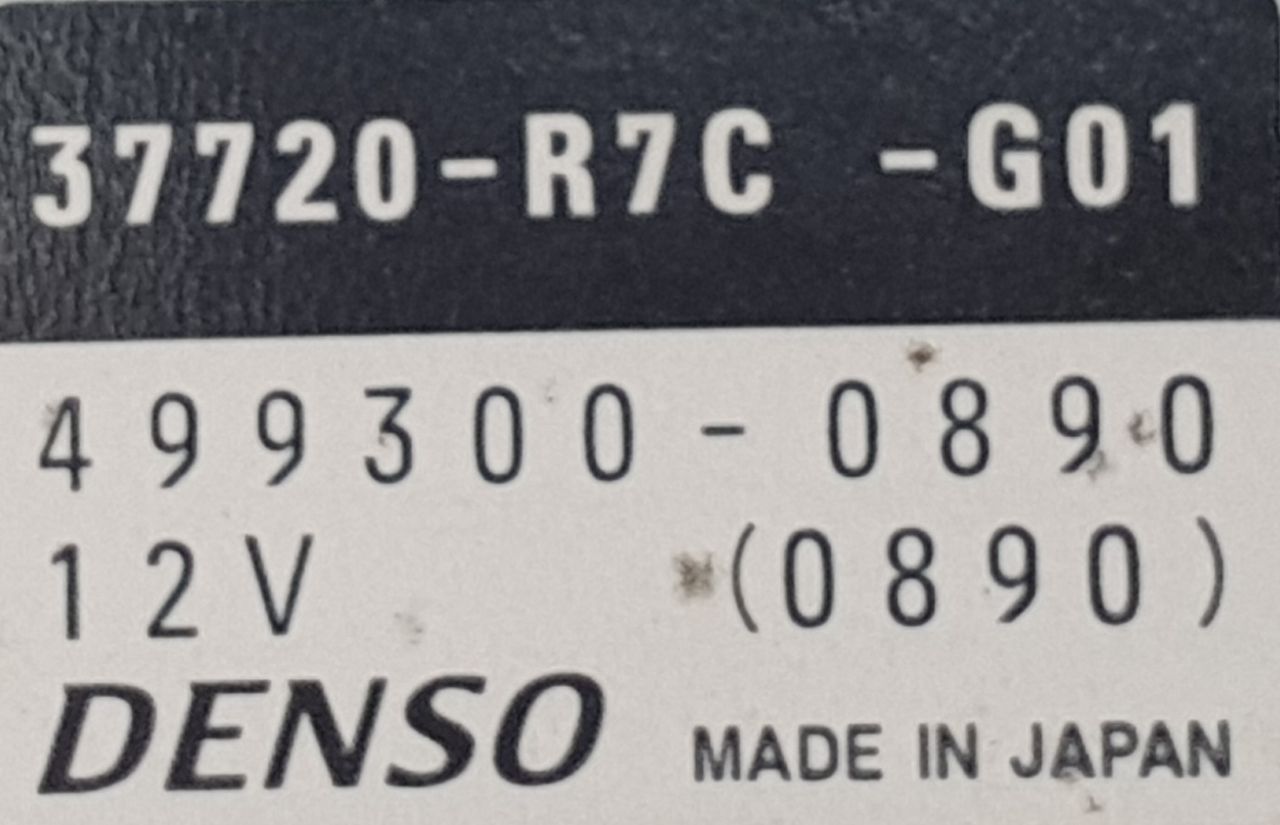 37720-R7C -G01
499300-0890
12V (0890)
DENSO MADE IN JAPAN